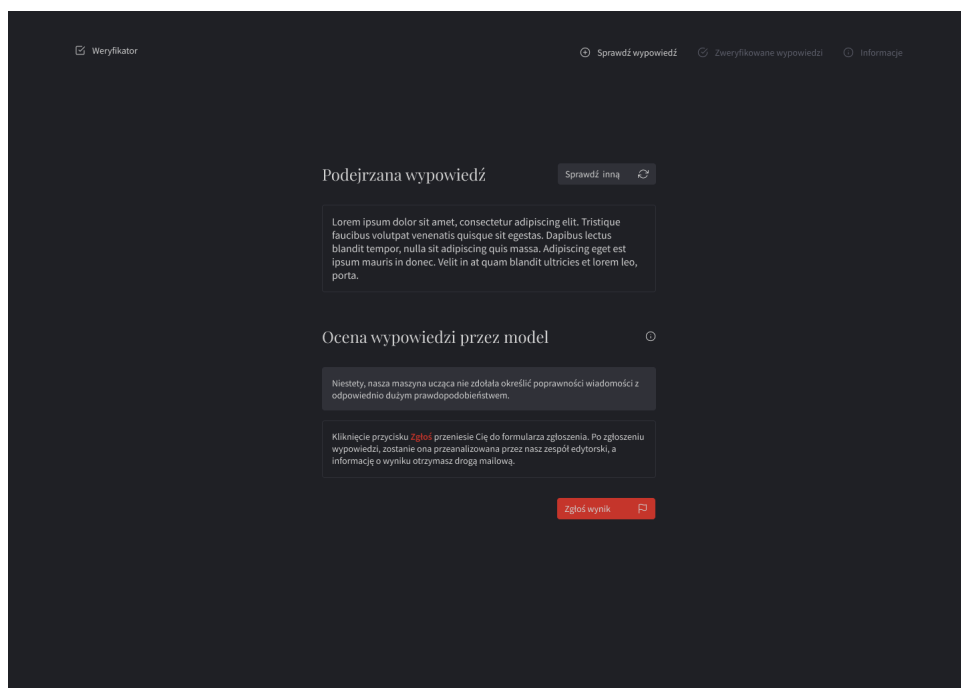 Weryfikator
Sprawdź wypowiedź
Zweryfikowane wypowiedzi
Informacje
Podejrzana wypowiedź
Sprawdź inną
Lorem ipsum dolor sit amet, consectetur adipiscing elit. Tristique
faucibus volutpat venenatis quisque sit egestas. Dapibus lectus
blandit tempor, nulla sit adipiscing quis massa. Adipiscing eget est
ipsum mauris in donec. Velit in at quam blandit ultricies et lorem leo,
porta.
Ocena wypowiedzi przez model
Niestety, nasza maszyna ucząca nie zdołała określić poprawności wiadomości z
odpowiednio dużym prawdopodobieństwem.
Kliknięcie przycisku Zgłoś przeniesie Cię do formularza zgłoszenia. Po zgłoszeniu
wypowiedzi, zostanie ona przeanalizowana przez nasz zespół edytorski, a
informację o wyniku otrzymasz drogą mailową.
Zgłoś wynik